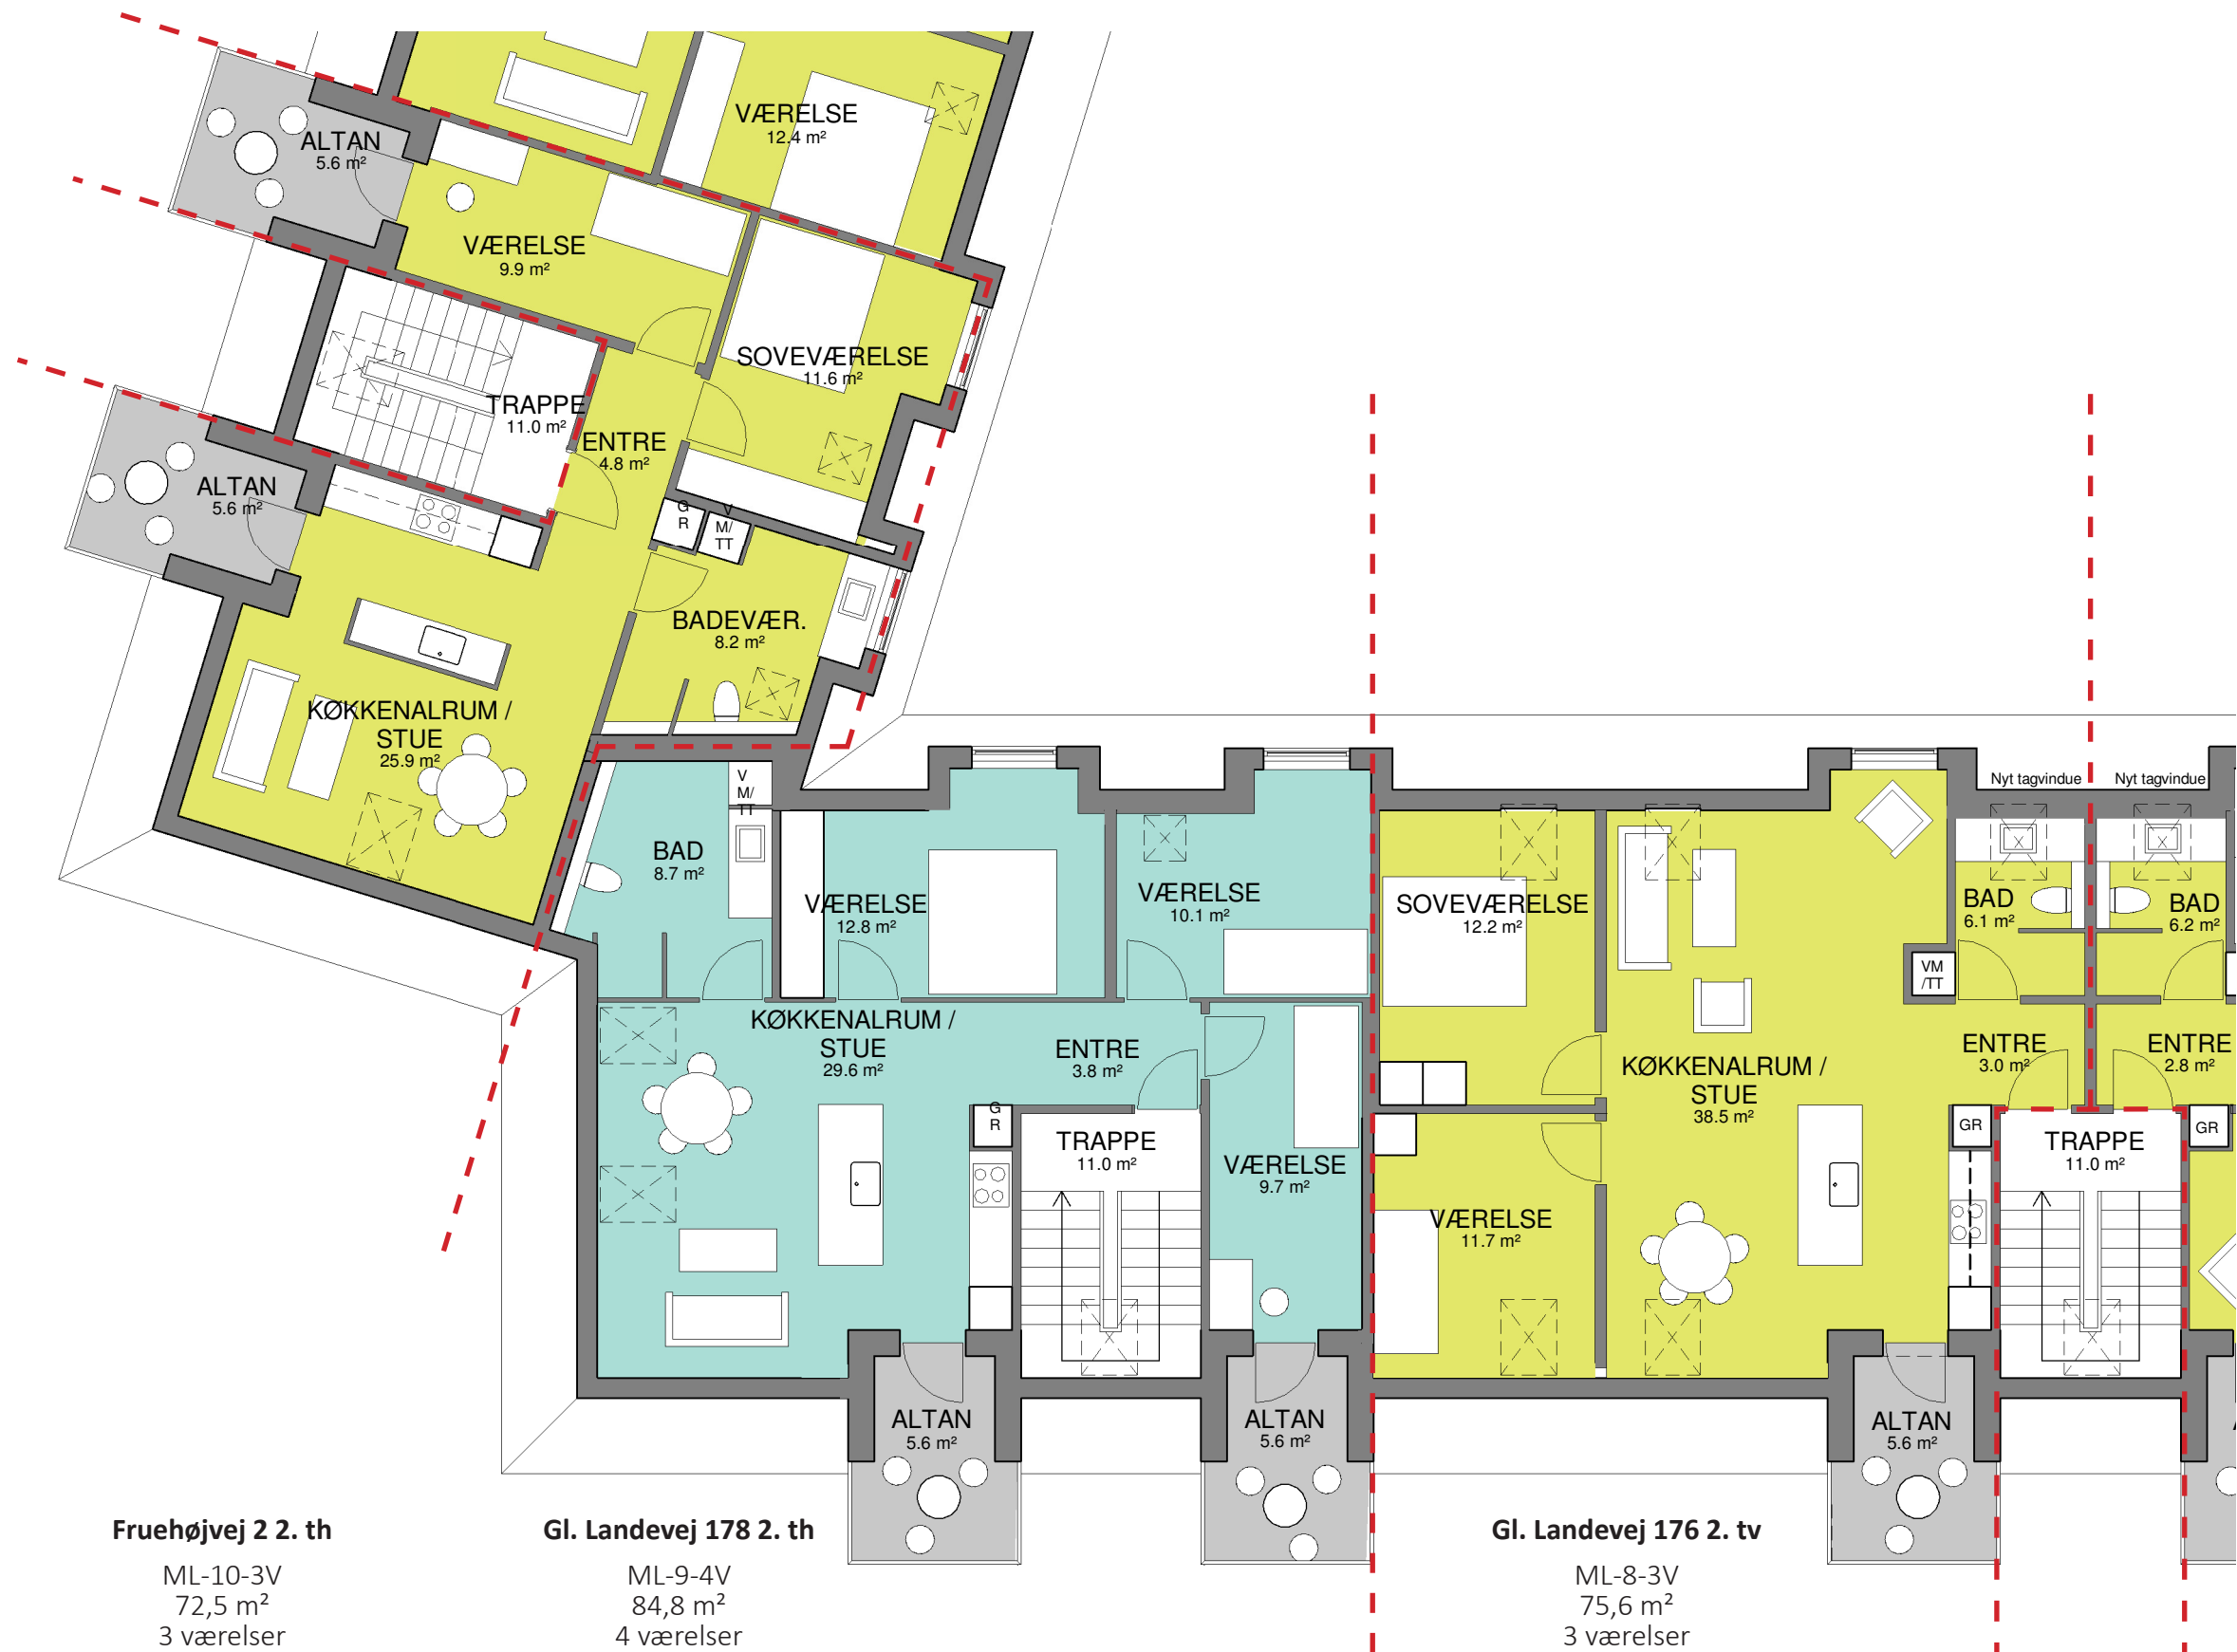 VÆRELSE
12.4 m²
ALTAN
5.6 m²
VÆRELSE
9.9 m²
SOVEVÆRELSE
11.6 m²
TRAPPE
11.0 m²
ENTRE
4.8 m²
ALTAN
5.6 m²
G
R
V
M/
TT
BADEVÆR.
8.2 m²
KØKKENALRUM /
STUE
25.9 m²
V
M/
TT
BAD
8.7 m²
VÆRELSE
12.8 m²
VÆRELSE
10.1 m²
KØKKENALRUM /
STUE
29.6 m²
ENTRE
3.8 m²
G
R
TRAPPE
11.0 m²
VÆRELSE
9.7 m²
ALTAN
5.6 m²
ALTAN
5.6 m²
SOVEVÆRELSE
12.2 m²
VÆRELSE
11.7 m²
KØKKENALRUM /
STUE
38.5 m²
Nyt tagvindue
Nyt tagvindue
BAD
6.1 m²
BAD
6.2 m²
VM
/TT
ENTRE
3.0 m²
ENTRE
2.8 m²
GR
TRAPPE
11.0 m²
GR
ALTAN
5.6 m²
Fruehøjvej 2 2. th
ML-10-3V
72,5 m²
3 værelser
Gl. Landevej 178 2. th
ML-9-4V
84,8 m²
4 værelser
Gl. Landevej 176 2. tv
ML-8-3V
75,6 m²
3 værelser